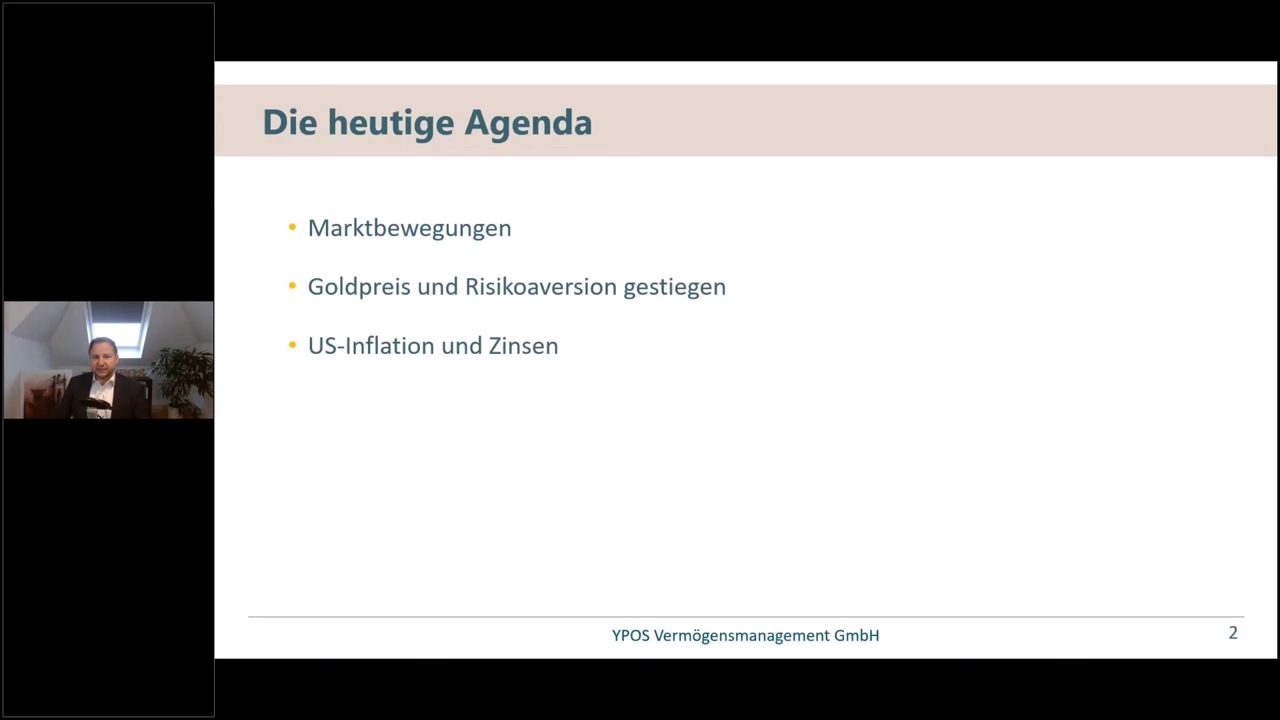 Die heutige Agenda
• Marktbewegungen
• Goldpreis und Risikoaversion gestiegen
• US-Inflation und Zinsen
YPOS Vermögensmanagement GmbH
2